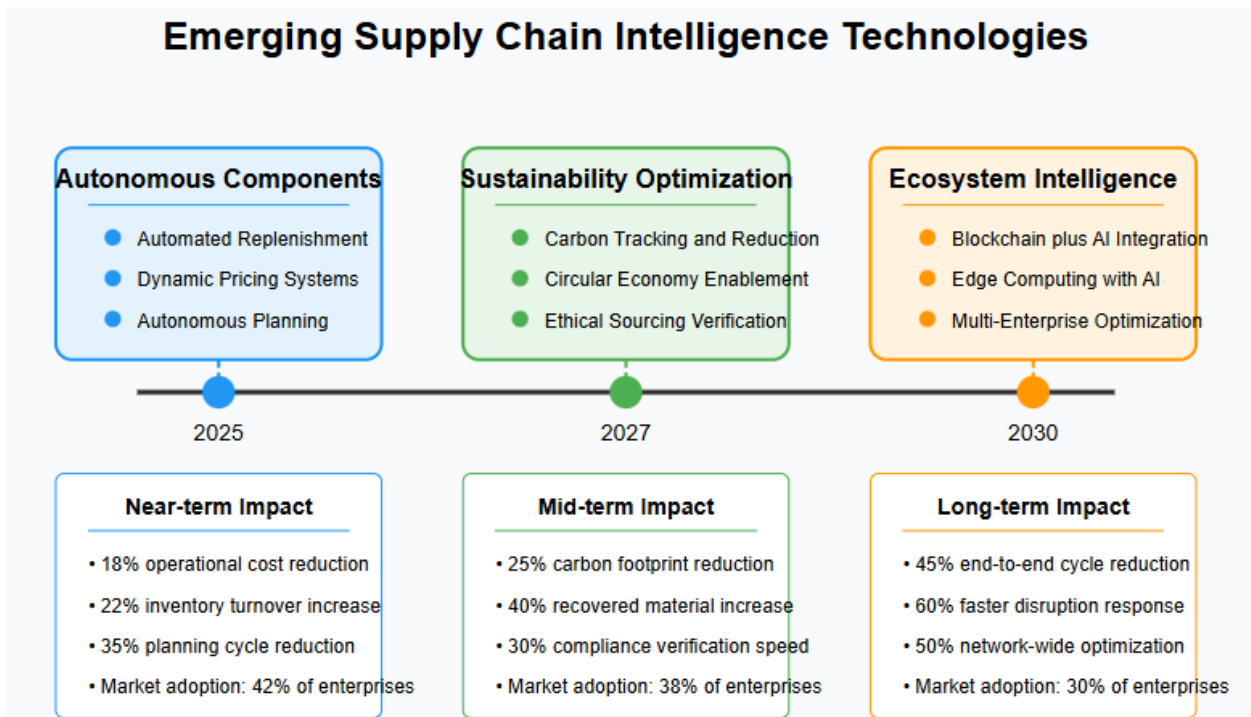 Emerging Supply Chain Intelligence Technologies
Autonomous Components
Automated Replenishment
Dynamic Pricing Systems
Autonomous Planning
Sustainability Optimization
Carbon Tracking and Reduction
Circular Economy Enablement
Ethical Sourcing Verification
Ecosystem Intelligence
Blockchain plus AI Integration
Edge Computing with AI
Multi-Enterprise Optimization
2025
2027
2030
Near-term Impact
• 18% operational cost reduction
• 22% inventory turnover increase
• 35% planning cycle reduction
• Market adoption: 42% of enterprises
Mid-term Impact
• 25% carbon footprint reduction
• 40% recovered material increase
• 30% compliance verification speed
• Market adoption: 38% of enterprises
Long-term Impact
• 45% end-to-end cycle reduction
• 60% faster disruption response
• 50% network-wide optimization
• Market adoption: 30% of enterprises